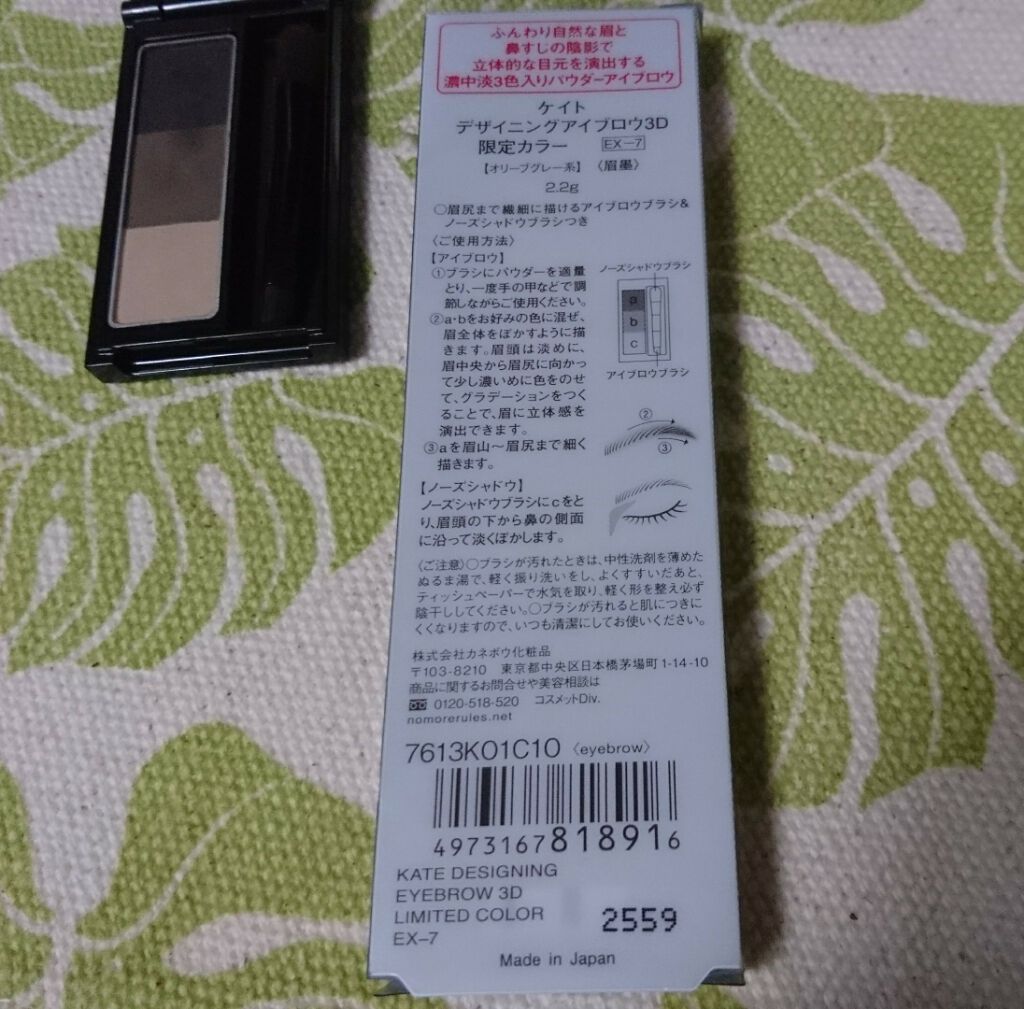 ふんわり自然な眉と
鼻すじの陰影で
立体的な目元を演出する
濃中淡3色入りパウダーアイブロウ
ケイト
デザイニングアイブロウ3D
限定カラー EX-7
【オリーブグレー系】〈眉墨〉
2.2g
○眉尻まで繊細に描けるアイブロウブラシ&
ノーズシャドウブラシつき
〈ご使用方法〉
【アイブロウ】
①ブラシにパウダーを適量
とり、一度手の甲などで調
節しながらご使用ください。
②a・bをお好みの色に混ぜ、
眉全体をぼかすように描
きます。眉頭は淡めに、
眉中央から眉尻に向かっ
て少し濃いめに色をのせ
て、グラデーションをつく
ることで、眉に立体感を
演出できます。
③aを眉山～眉尻まで細く
描きます。
ノーズシャドウブラシ
a
b
c
アイブロウブラシ
②
③
【ノーズシャドウ】
ノーズシャドウブラシにcをと
り、眉頭の下から鼻の側面
に沿って淡くぼかします。
〈ご注意〉○ブラシが汚れたときは、中性洗剤を薄めた
ぬるま湯で、軽く振り洗いをし、よくすすいだあと、
ティッシュペーパーで水気を取り、軽く形を整え必ず
陰干ししてください。○ブラシが汚れると肌につきに
くくなりますので、いつも清潔にしてお使いください。
株式会社カネボウ化粧品
〒103-8210 東京都中央区日本橋茅場町1-14-10
商品に関するお問合せや美容相談は
0120-518-520 コスメットDiv.
nomorerules.net
7613K01C10 〈eyebrow〉
4973167818916
KATE DESIGNING
EYEBROW 3D
LIMITED COLOR
EX-7
2559
Made in Japan